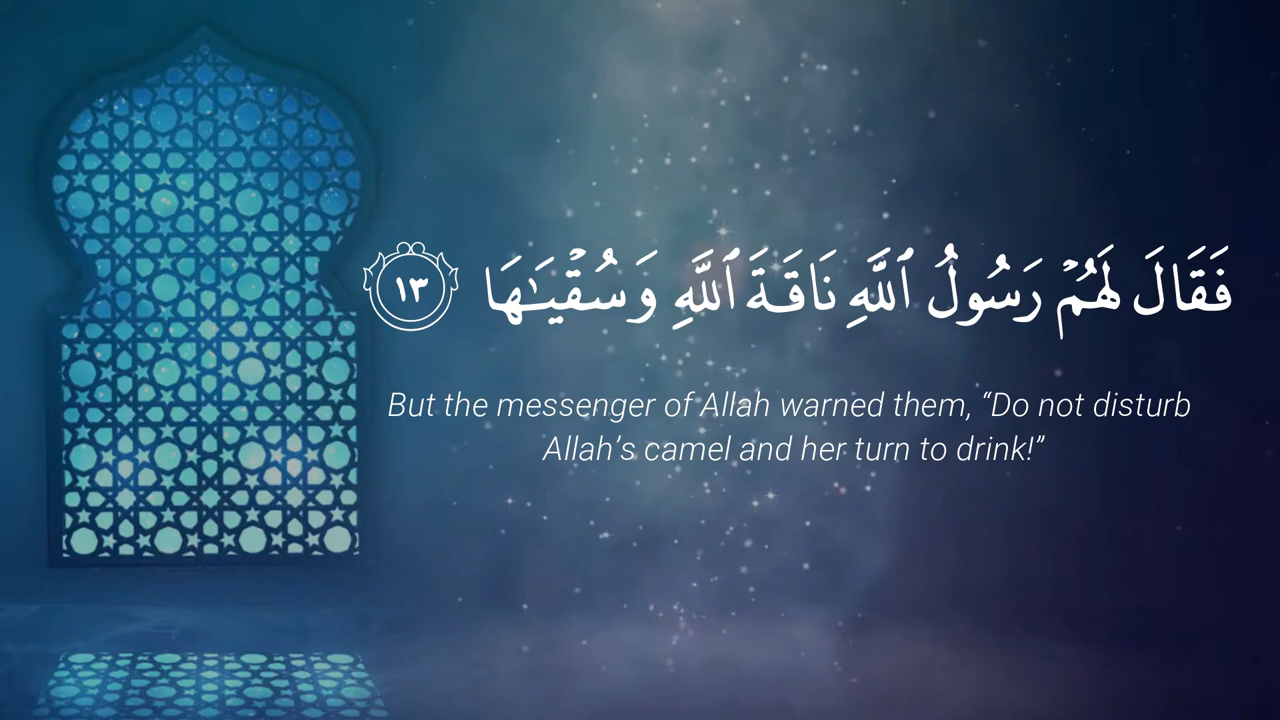 فَقَالَ لَهُمْ رَسُولُ ٱللَّهِ نَاقَةَ ٱللَّهِ وَسُقْيَـٰهَا ١٣
But the messenger of Allah warned them, “Do not disturb
Allah’s camel and her turn to drink!”